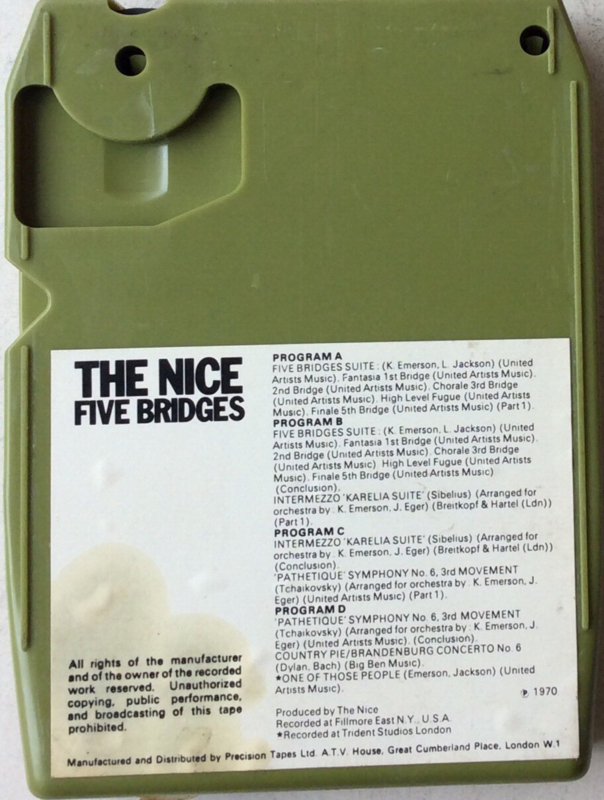 THE NICE
FIVE BRIDGES
PROGRAM A
FIVE BRIDGES SUITE: (K. Emerson, L. Jackson) (United
Artists Music). Fantasia 1st Bridge (United Artists Music).
2nd Bridge (United Artists Music). Chorale 3rd Bridge
(United Artists Music). High Level Fugue (United Artists
Music). Finale 5th Bridge (United Artists Music) (Part 1).
PROGRAM B
FIVE BRIDGES SUITE: (K. Emerson, L. Jackson) (United
Artists Music). Fantasia 1st Bridge (United Artists Music).
2nd Bridge (United Artists Music). Chorale 3rd Bridge
(United Artists Music) High Level Fugue (United Artists
Music). Finale 5th Bridge (United Artists Music)
(Conclusion).
INTERMEZZO 'KARELIA SUITE' (Sibelius) (Arranged for
orchestra by: K. Emerson, J. Eger) (Breitkopf & Hartel (Ldn))
(Part 1).
PROGRAM C
INTERMEZZO 'KARELIA SUITE' (Sibelius) (Arranged for
orchestra by: K. Emerson, J. Eger) (Breitkopf & Hartel (Ldn))
(Conclusion).
'PATHETIQUE' SYMPHONY No. 6, 3rd MOVEMENT
(Tchaikovsky) (Arranged for orchestra by: K. Emerson, J.
Eger) (United Artists Music) (Part 1).
PROGRAM D
'PATHETIQUE' SYMPHONY No. 6, 3rd MOVEMENT
(Tchaikovsky) (Arranged for orchestra by: K. Emerson, J.
Eger) (United Artists Music). (Conclusion).
COUNTRY PIE/BRANDENBURG CONCERTO No. 6
(Dylan, Bach) (Big Ben Music).
*ONE OF THOSE PEOPLE (Emerson, Jackson) (United
Artists Music).
℗ 1970
Produced by The Nice
Recorded at Fillmore East N.Y., U.S.A.
*Recorded at Trident Studios London
All rights of the manufacturer
and of the owner of the recorded
work reserved. Unauthorized
copying, public performance,
and broadcasting of this tape
prohibited.
Manufactured and Distributed by Precision Tapes Ltd. A.T.V. House, Great Cumberland Place, London W.1